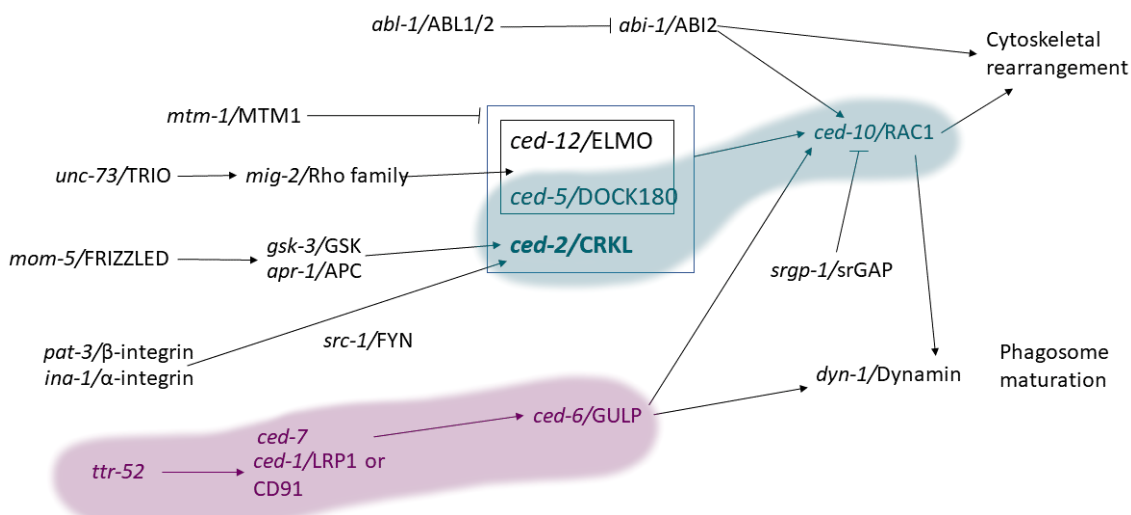 abl-1/ABL1/2
abi-1/ABI2
Cytoskeletal
rearrangement
mtm-1/MTM1
ced-12/ELMO
ced-10/RAC1
unc-73/TRIO
mig-2/Rho family
ced-5/DOCK180
ced-2/CRKL
mom-5/FRIZZLED
gsk-3/GSK
apr-1/APC
srgp-1/srGAP
src-1/FYN
pat-3/β-integrin
ina-1/α-integrin
dyn-1/Dynamin
Phagosome
maturation
ced-6/GULP
ced-7
ced-1/LRP1 or
CD91
ttr-52